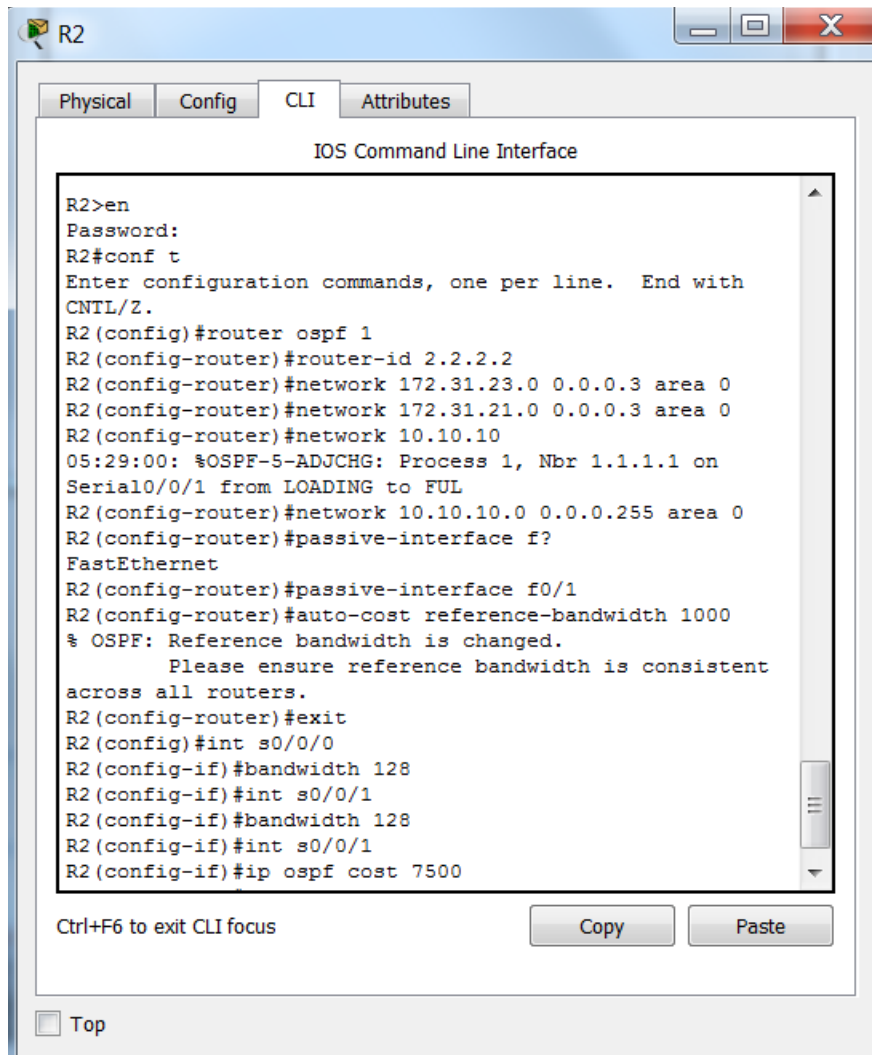 R2
Physical Config CLI Attributes
IOS Command Line Interface
R2>en
Password:
R2#conf t
Enter configuration commands, one per line.  End with
CNTL/Z.
R2(config)#router ospf 1
R2(config-router)#router-id 2.2.2.2
R2(config-router)#network 172.31.23.0 0.0.0.3 area 0
R2(config-router)#network 172.31.21.0 0.0.0.3 area 0
R2(config-router)#network 10.10.10
05:29:00: %OSPF-5-ADJCHG: Process 1, Nbr 1.1.1.1 on
Serial0/0/1 from LOADING to FUL
R2(config-router)#network 10.10.10.0 0.0.0.255 area 0
R2(config-router)#passive-interface f?
FastEthernet
R2(config-router)#passive-interface f0/1
R2(config-router)#auto-cost reference-bandwidth 1000
% OSPF: Reference bandwidth is changed.
        Please ensure reference bandwidth is consistent
across all routers.
R2(config-router)#exit
R2(config)#int s0/0/0
R2(config-if)#bandwidth 128
R2(config-if)#int s0/0/1
R2(config-if)#bandwidth 128
R2(config-if)#int s0/0/1
R2(config-if)#ip ospf cost 7500
Ctrl+F6 to exit CLI focus Copy Paste
Top